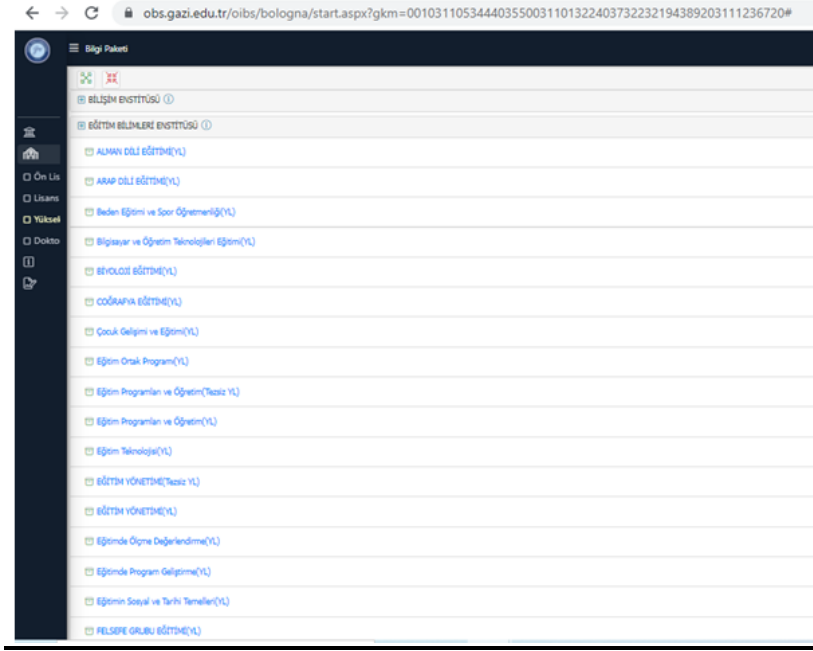 obs.gazi.edu.tr/oibs/bologna/start.aspx?gkm=0010311053444035500311013224037322321943892031112367​20#
Bilgi Paketi
BİLİŞİM ENSTİTÜSÜ
EĞİTİM BİLİMLERİ ENSTİTÜSÜ
ALMAN DİLİ EĞİTİMİ(YL)
ARAP DİLİ EĞİTİMİ(YL)
Ön Lis
Lisans
Beden Eğitimi ve Spor Öğretmenliği(YL)
Yüksel
Dokto
Bilgisayar ve Öğretim Teknolojileri Eğitimi(YL)
BİYOLOJİ EĞİTİMİ(YL)
COĞRAFYA EĞİTİMİ(YL)
Çocuk Gelişimi ve Eğitimi(YL)
Eğitim Ortak Programı(YL)
Eğitim Programları ve Öğretim(Tezsiz YL)
Eğitim Programları ve Öğretim(YL)
Eğitim Teknolojisi(YL)
EĞİTİM YÖNETİMİ(Tezsiz YL)
EĞİTİM YÖNETİMİ(YL)
Eğitimde Ölçme Değerlendirme(YL)
Eğitimde Program Geliştirme(YL)
Eğitimin Sosyal ve Tarihi Temelleri(YL)
FELSEFE GRUBU EĞİTİMİ(YL)